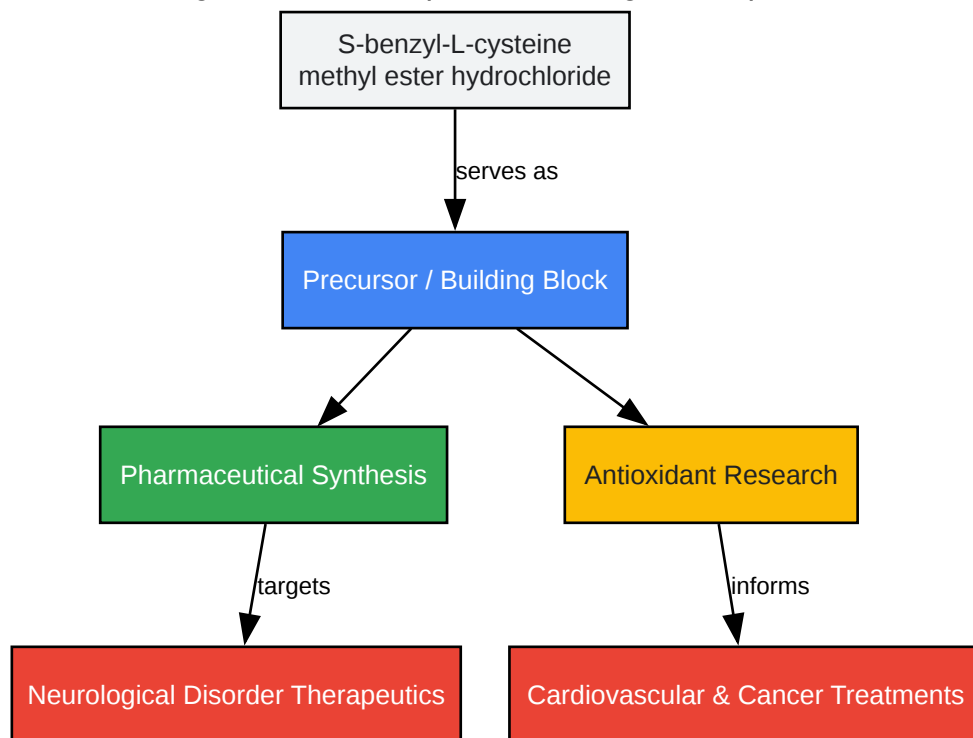 S-benzyl-L-cysteine
methyl ester hydrochloride
serves as
Precursor / Building Block
Pharmaceutical Synthesis
Antioxidant Research
targets
informs
Neurological Disorder Therapeutics
Cardiovascular & Cancer Treatments